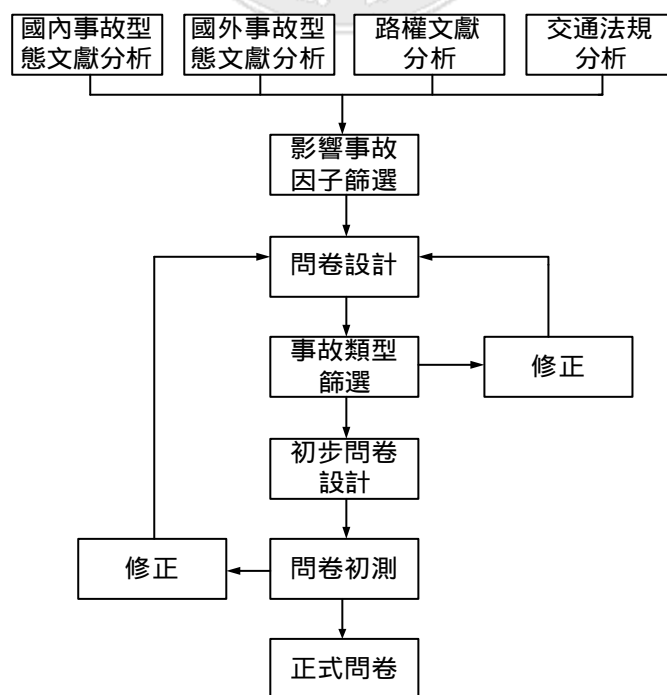 國內事故型
態文獻分析
國外事故型
態文獻分析
路權文獻
分析
交通法規
分析
影響事故
因子篩選
問卷設計
事故類型
篩選
修正
初步問卷
設計
修正
問卷初測
正式問卷